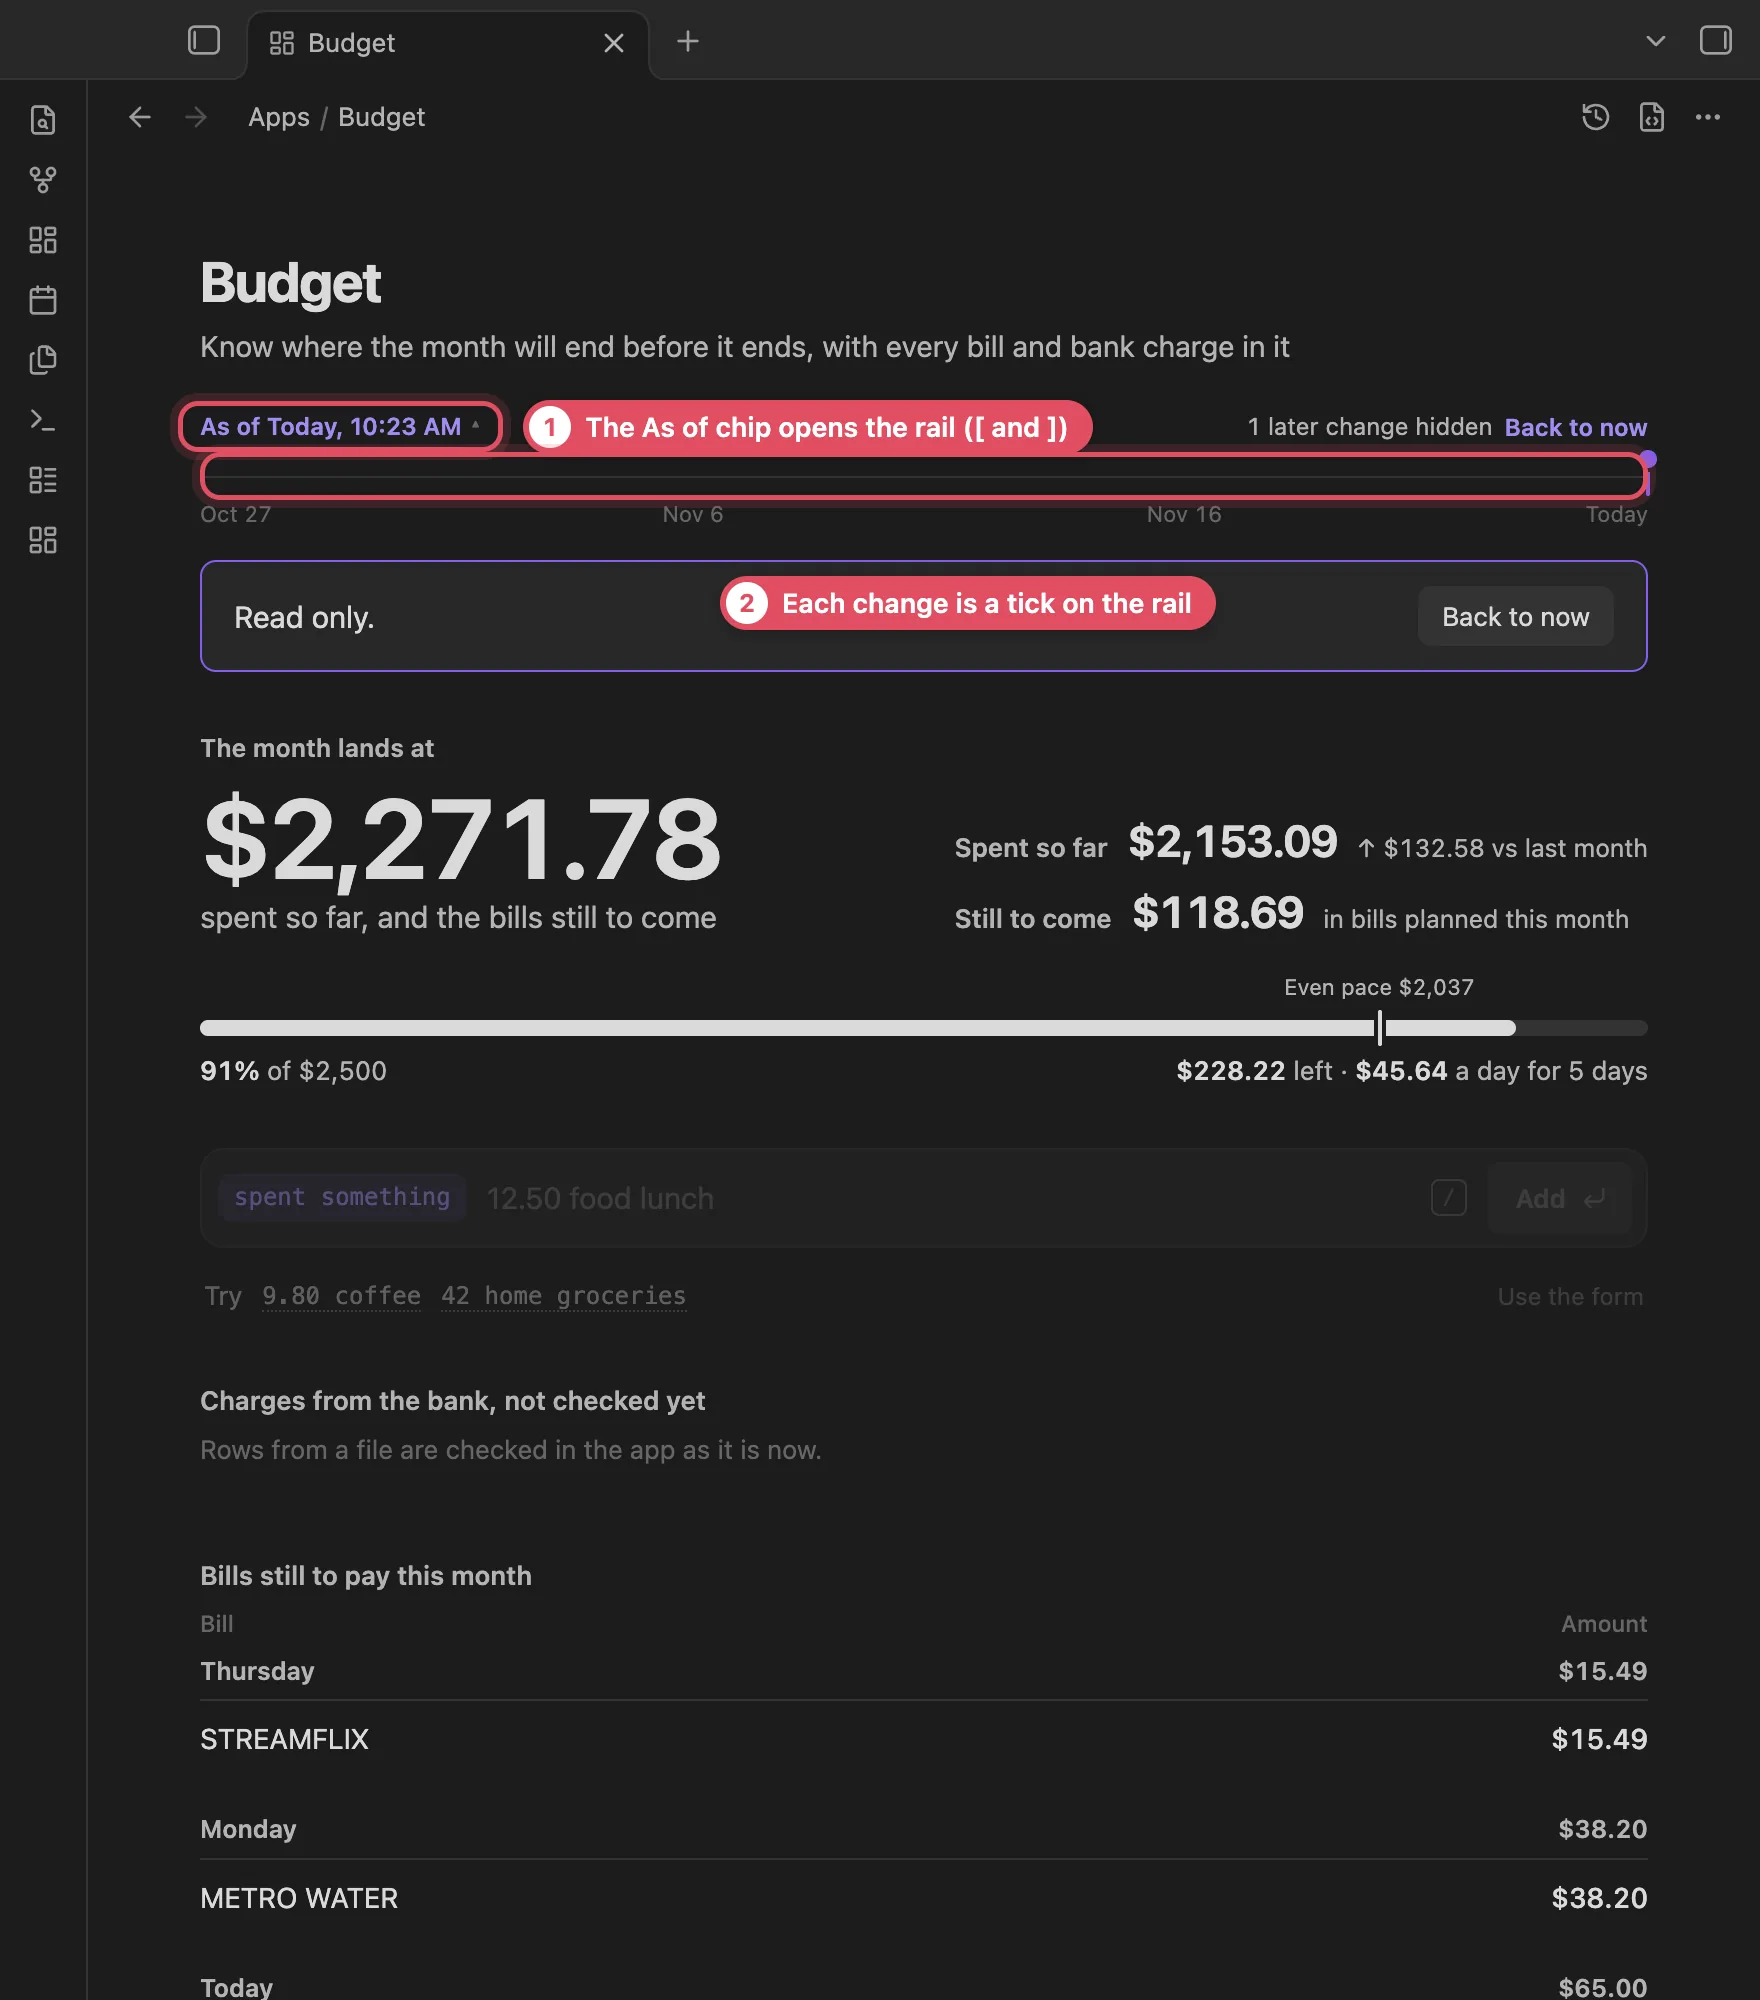 Budget
Apps / Budget
Budget
Know where the month will end before it ends, with every bill and bank charge in it
As of Today, 10:23 AM
1 The As of chip opens the rail ([ and ])
1 later change hidden Back to now
Oct 27 Nov 6 Nov 16 Today
2 Each change is a tick on the rail
Read only. Back to now
The month lands at
$2,271.78
spent so far, and the bills still to come
Spent so far $2,153.09 ↑ $132.58 vs last month
Still to come $118.69 in bills planned this month
Even pace $2,037
91% of $2,500
$228.22 left · $45.64 a day for 5 days
spent something 12.50 food lunch / Add
Try 9.80 coffee 42 home groceries Use the form
Charges from the bank, not checked yet
Rows from a file are checked in the app as it is now.
Bills still to pay this month
Bill Amount
Thursday $15.49
STREAMFLIX $15.49
Monday $38.20
METRO WATER $38.20
Today $65.00